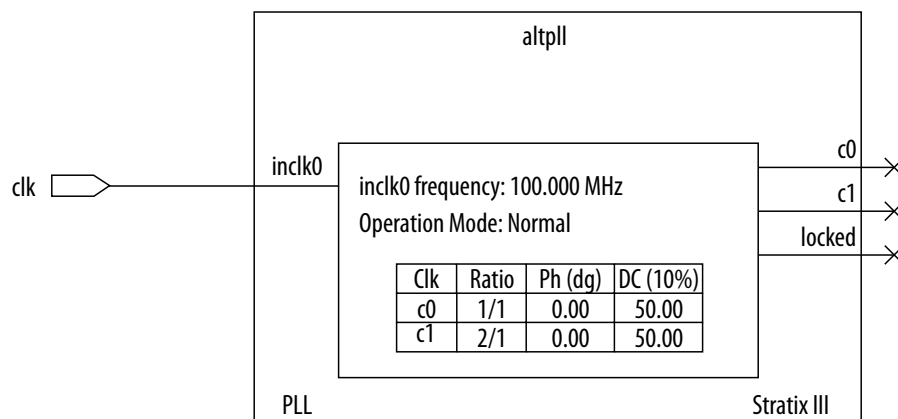 altpll
clk
inclk0
c0
c1
locked
inclk0 frequency: 100.000 MHz
Operation Mode: Normal
Clk Ratio Ph (dg) DC (10%)
c0 1/1 0.00 50.00
c1 2/1 0.00 50.00
PLL Stratix III